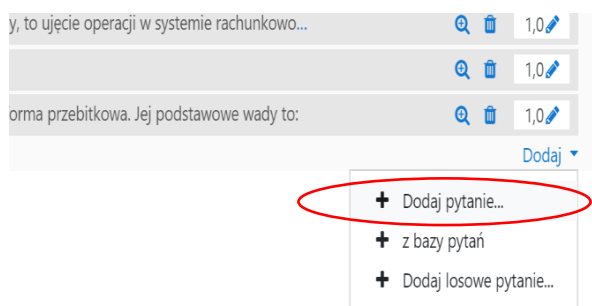 y, to ujęcie operacji w systemie rachunkowo...
1,0
1,0
orma przebitkowa. Jej podstawowe wady to:
1,0
Dodaj
Dodaj pytanie...
z bazy pytań
Dodaj losowe pytanie...